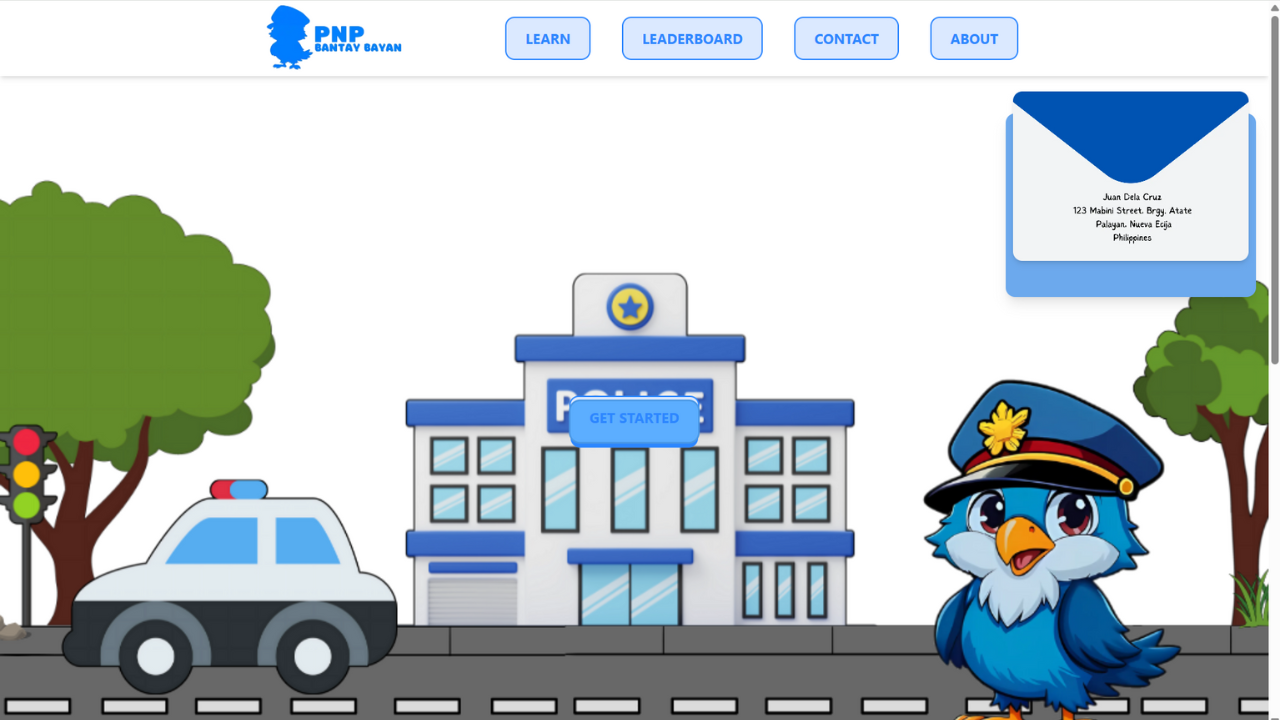 PNP
BANTAY BAYAN
LEARN
LEADERBOARD
CONTACT
ABOUT
Juan Dela Cruz
123 Mabini Street. Brgy. Atate
Palayan, Nueva Ecija
Philippines
POLICE
GET STARTED